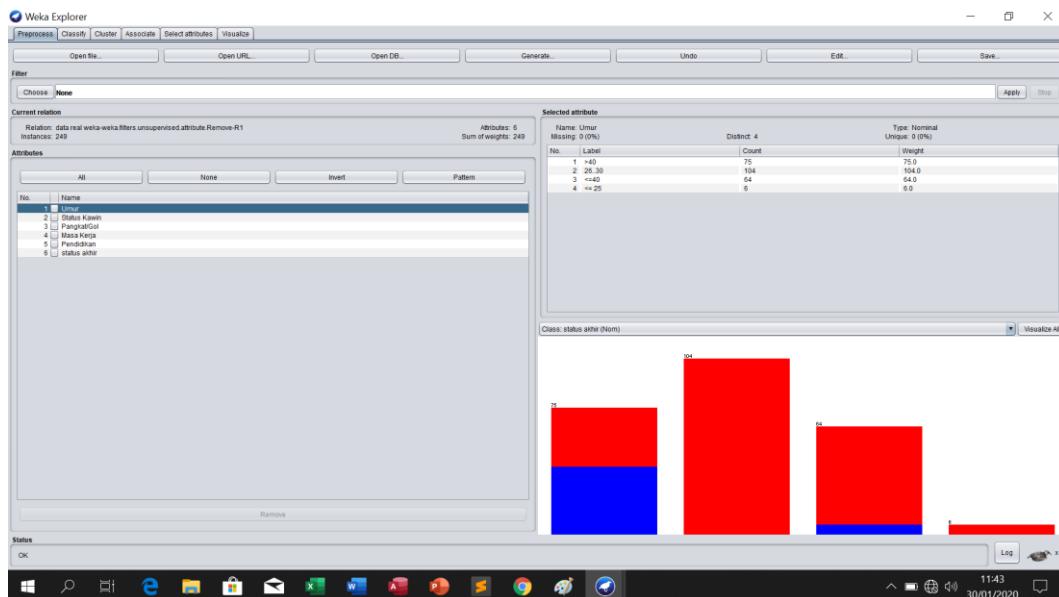 Weka Explorer
Preprocess Classify Cluster Associate Select attributes Visualize
Open file... Open URL... Open DB... Generate... Undo Edit... Save...
Filter
Choose None Apply Stop
Current relation
Relation: data real weka-weka.filters.unsupervised.attribute.Remove-R1 Attributes: 6
Instances: 249 Sum of weights: 249
Attributes
All None Invert Pattern
No. Name
1 Umur
2 Status Kawin
3 Pangkat/Gol
4 Masa Kerja
5 Pendidikan
6 status akhir
Remove
Selected attribute
Name: Umur Type: Nominal
Missing: 0 (0%) Distinct: 4 Unique: 0 (0%)
No. Label Count Weight
1 >40 75 75.0
2 26..30 104 104.0
3 <=40 64 64.0
4 <= 25 6 6.0
Class: status akhir (Nom) Visualize All
75
104
64
6
Status
OK Log x
11:43
30/01/2020